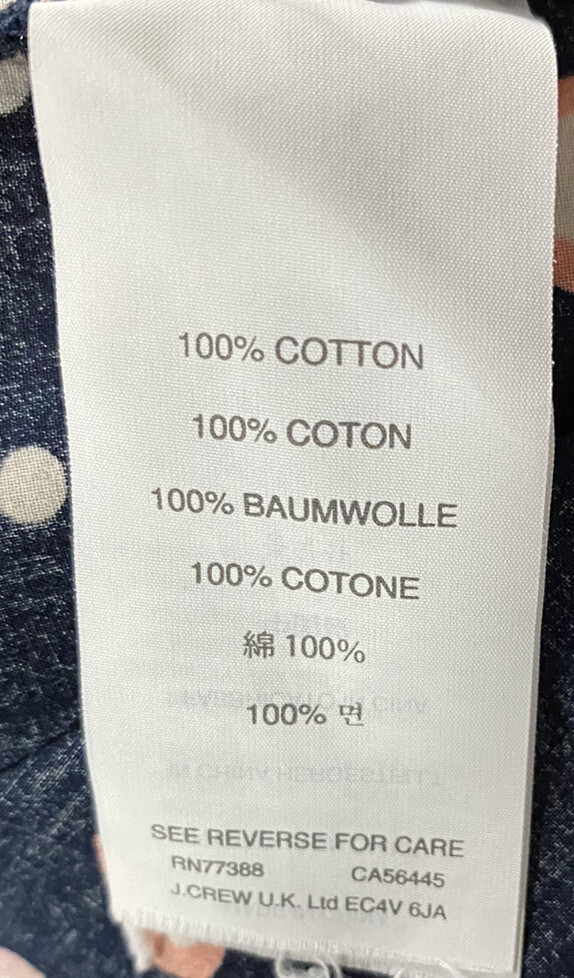 100% COTTON
100% COTON
100% BAUMWOLLE
100% COTONE
綿 100%
100% 면
SEE REVERSE FOR CARE
RN77388 CA56445
J.CREW U.K. Ltd EC4V 6JA